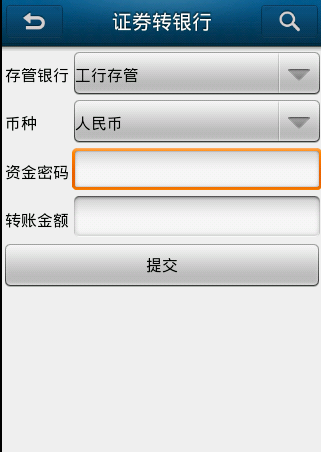 证券转银行
存管银行 工行存管
币种 人民币
资金密码
转账金额
提交